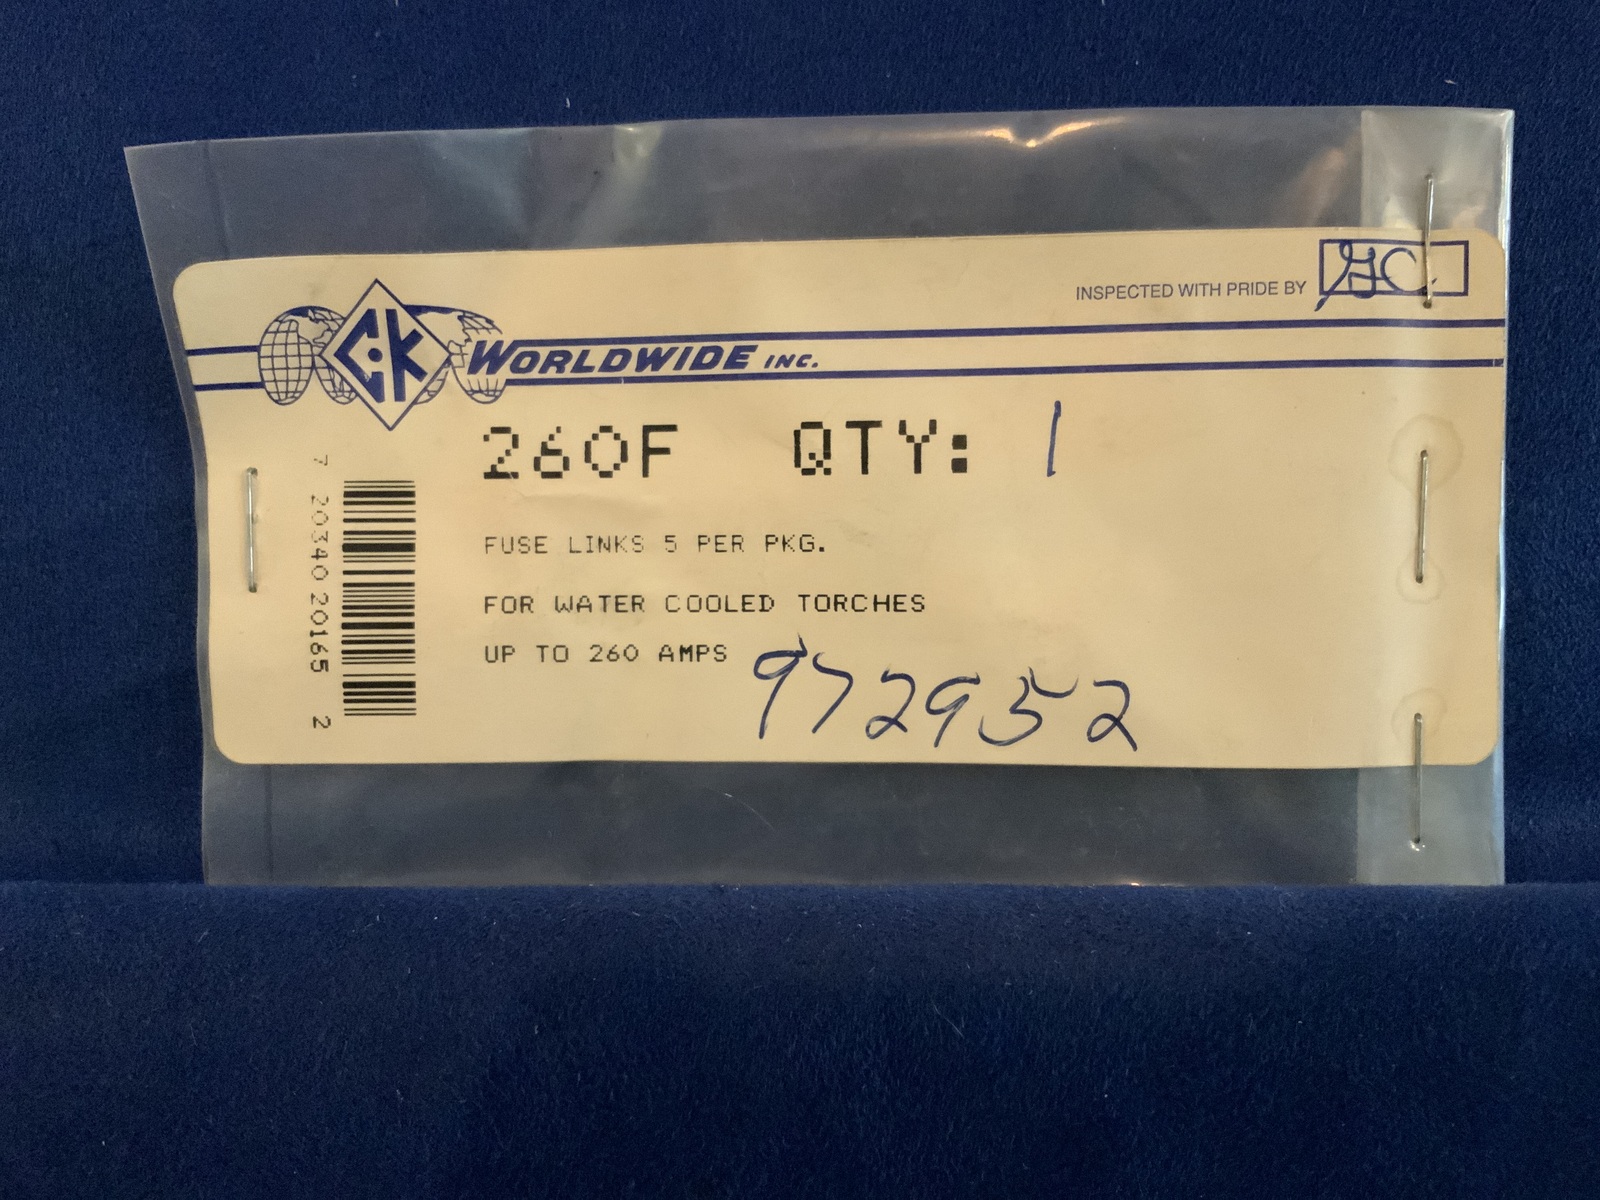 INSPECTED WITH PRIDE BY
CK WORLDWIDE INC.
260F QTY: 1
FUSE LINKS 5 PER PKG.
FOR WATER COOLED TORCHES
UP TO 260 AMPS
972952
7 20340 20165 2